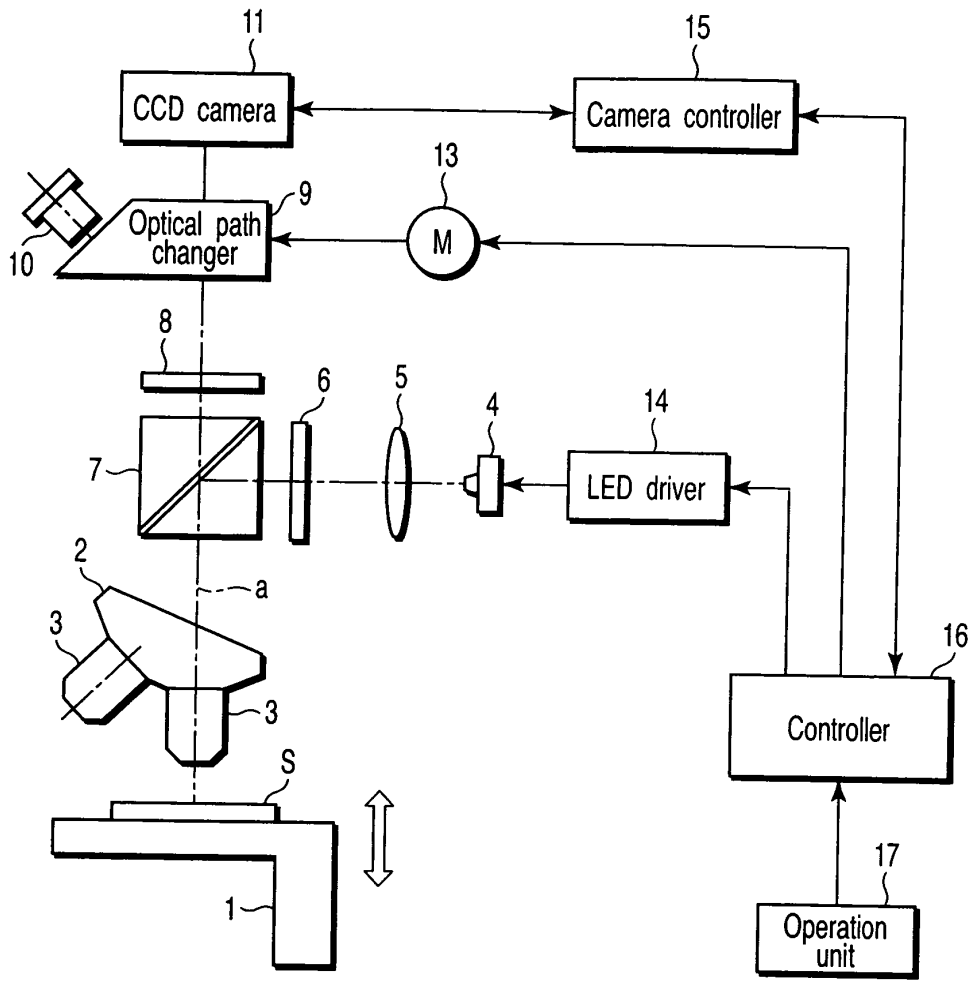 11
15
CCD camera
Camera controller
13
9
Optical path
changer
M
10
8
6
5
4
14
7
LED driver
2
a
3
16
3
Controller
S
17
1
Operation
unit